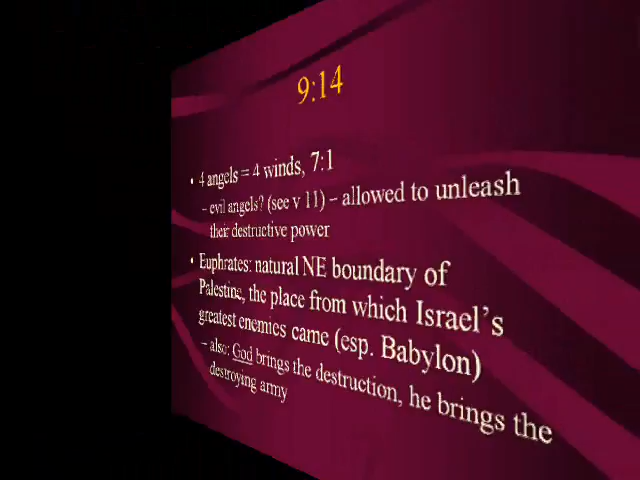 9:14
• 4 angels = 4 winds, 7:1
– evil angels? (see v 11) – allowed to unleash
their destructive power
• Euphrates: natural NE boundary of
Palestine, the place from which Israel’s
greatest enemies came (esp. Babylon)
– also: God brings the destruction, he brings the
destroying army